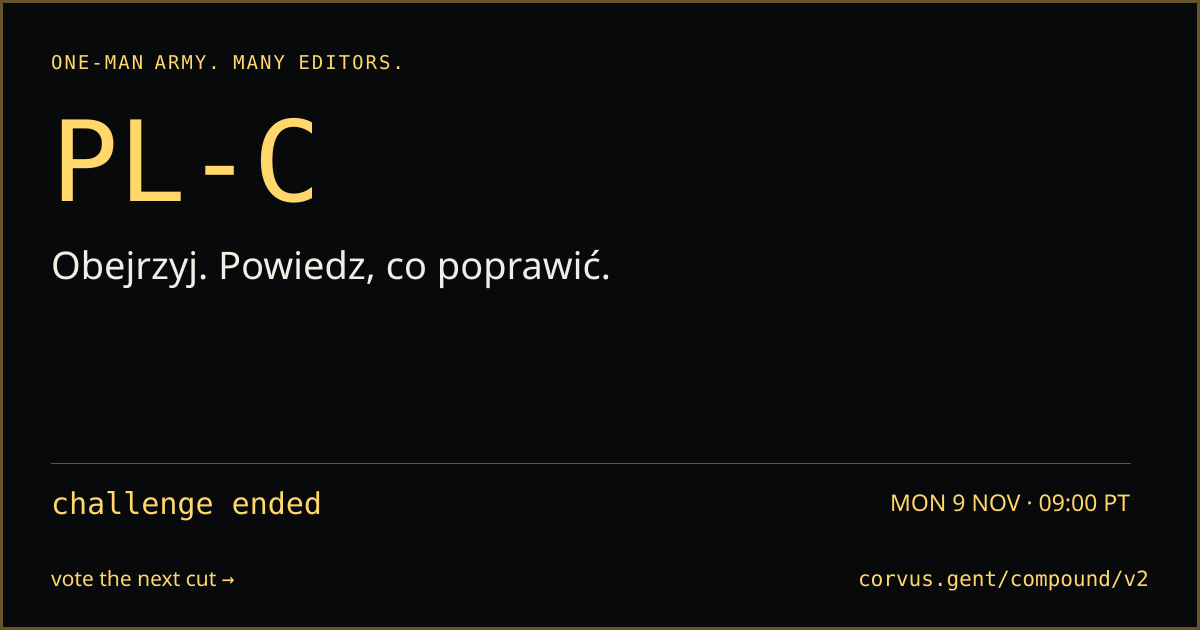 ONE-MAN ARMY. MANY EDITORS.
PL-C
Obejrzyj. Powiedz, co poprawić.
challenge ended
MON 9 NOV · 09:00 PT
vote the next cut →
corvus.gent/compound/v2